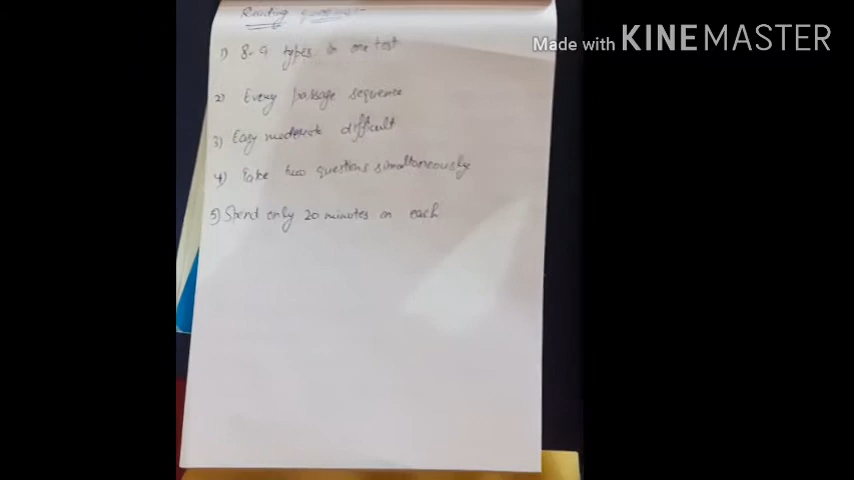 Reading
Made with KINEMASTER
1) 8-9 types in one test
2) Every passage sequence
3) Easy moderate difficult
4) Take two questions simultaneously
5) Spend only 20 minutes on each